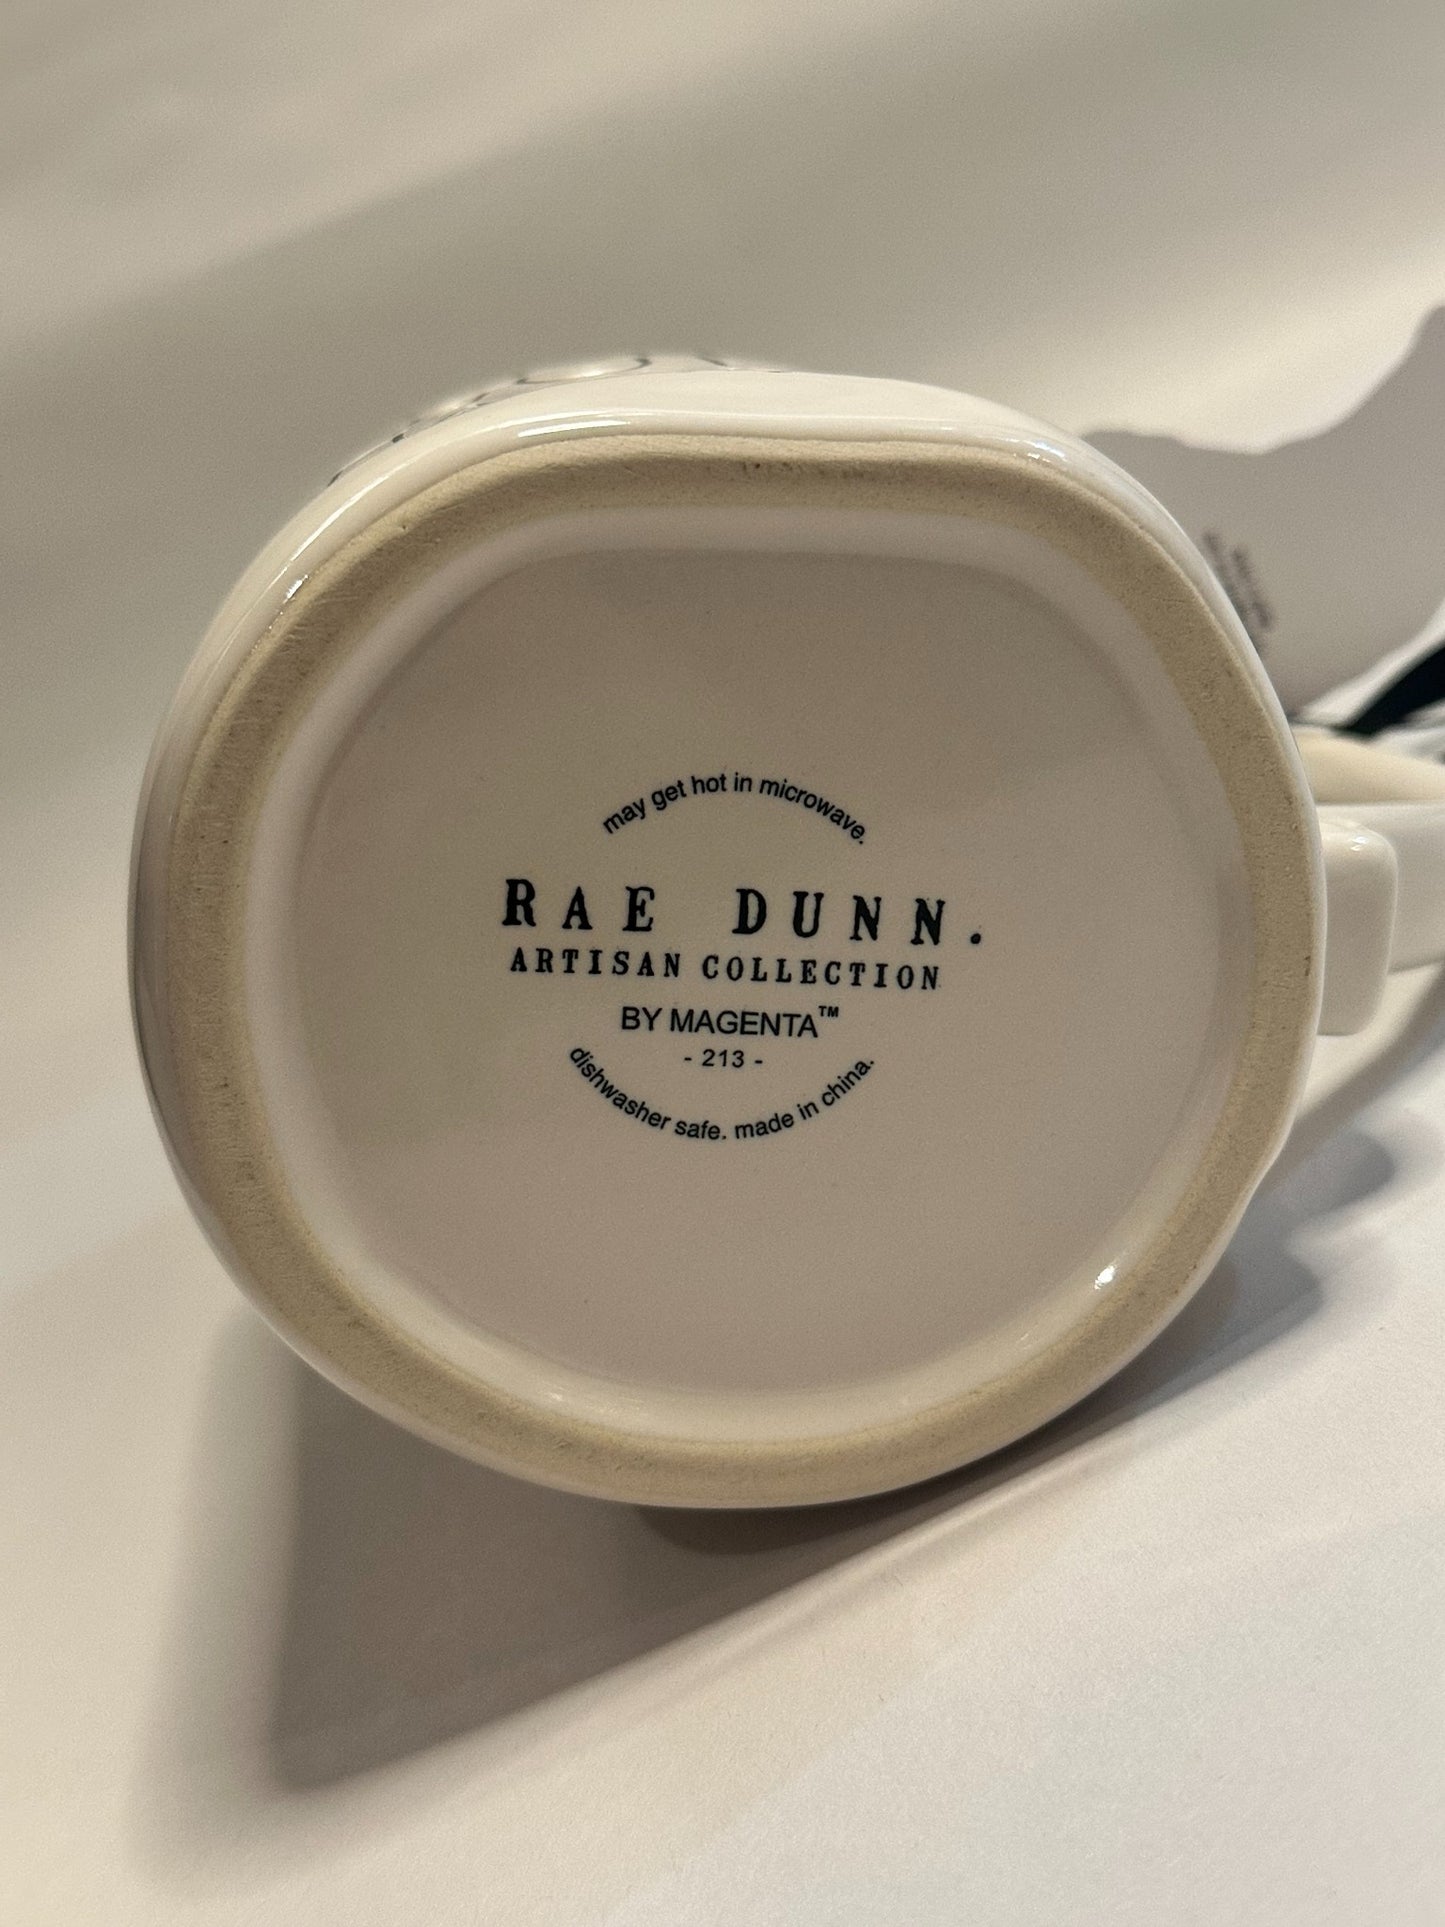 may get hot in microwave.
RAE DUNN.
ARTISAN COLLECTION
BY MAGENTA™
- 213 -
dishwasher safe. made in china.